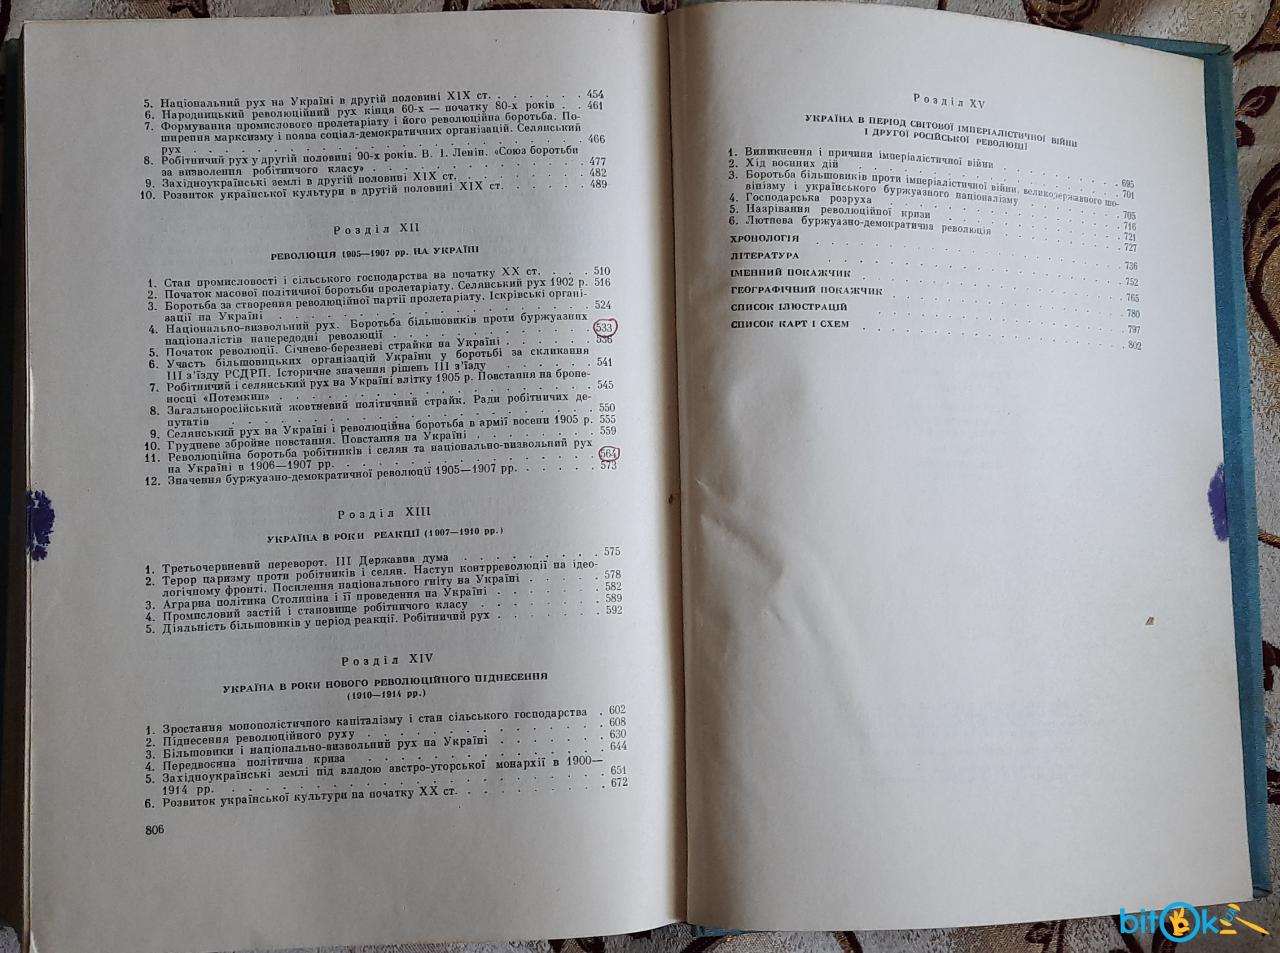 5. Національний рух на Україні в другій половині XIX ст. . . . . . . 454
6. Народницький революційний рух кінця 60-х — початку 80-х років . . 461
7. Формування промислового пролетаріату і його революційна боротьба. По-
ширення марксизму і поява соціал-демократичних організацій. Селянський
рух . . . . . . . . . . . . . . . . . . 466
8. Робітничий рух у другій половині 90-х років. В. І. Ленін. «Союз боротьби
за визволення робітничого класу» . . . . . . . . . . 477
9. Західноукраїнські землі в другій половині XIX ст. . . . . . . . 482
10. Розвиток української культури в другій половині XIX ст. . . . . . 489
Розділ XII
РЕВОЛЮЦІЯ 1905—1907 рр. НА УКРАЇНІ
1. Стан промисловості і сільського господарства на початку XX ст. . . . 510
2. Початок масової політичної боротьби пролетаріату. Селянський рух 1902 р. 516
3. Боротьба за створення революційної партії пролетаріату. Іскрівські органі-
зації на Україні . . . . . . . . . . . . . . . 524
4. Національно-визвольний рух. Боротьба більшовиків проти буржуазних
націоналістів напередодні революції . . . . . . . . . 533
5. Початок революції. Січнево-березневі страйки на Україні . . . . . . 536
6. Участь більшовицьких організацій України у боротьбі за скликання
III з'їзду РСДРП. Історичне значення рішень III з'їзду . . . . . . 541
7. Робітничий і селянський рух на Україні влітку 1905 р. Повстання на броне-
носці «Потемкин» . . . . . . . . . . . . . . . 545
8. Загальноросійський жовтневий політичний страйк. Ради робітничих де-
путатів . . . . . . . . . . . . . . . . . 550
9. Селянський рух на Україні і революційна боротьба в армії восени 1905 р. 555
10. Грудневе збройне повстання. Повстання на Україні . . . . . . . 559
11. Революційна боротьба робітників і селян та національно-визвольний рух
на Україні в 1906—1907 рр. . . . . . . . . . . . . 564
12. Значення буржуазно-демократичної революції 1905—1907 рр. . . . . . 573
Розділ XIII
УКРАЇНА В РОКИ РЕАКЦІЇ (1907—1910 рр.)
1. Третьочервневий переворот. III Державна дума . . . . . . . . 575
2. Терор царизму проти робітників і селян. Наступ контрреволюції на ідео-
логічному фронті. Посилення національного гніту на Україні . . . . . 578
3. Аграрна політика Столипіна і її проведення на Україні . . . . . . 582
4. Промисловий застій і становище робітничого класу . . . . . . . 589
5. Діяльність більшовиків у період реакції. Робітничий рух . . . . . . 592
Розділ XIV
УКРАЇНА В РОКИ НОВОГО РЕВОЛЮЦІЙНОГО ПІДНЕСЕННЯ
(1910—1914 рр.)
1. Зростання монополістичного капіталізму і стан сільського господарства . 602
2. Піднесення революційного руху . . . . . . . . . . . 608
3. Більшовики і національно-визвольний рух на Україні . . . . . . 630
4. Передвоєнна політична криза . . . . . . . . . . . . 644
5. Західноукраїнські землі під владою австро-угорської монархії в 1900—
1914 рр. . . . . . . . . . . . . . . . . . 651
6. Розвиток української культури на початку XX ст. . . . . . . . . 672
806
Розділ XV
УКРАЇНА В ПЕРІОД СВІТОВОЇ ІМПЕРІАЛІСТИЧНОЇ ВІЙНИ
І ДРУГОЇ РОСІЙСЬКОЇ РЕВОЛЮЦІЇ
1. Виникнення і причини імперіалістичної війни . . . . . . . . 695
2. Хід воєнних дій . . . . . . . . . . . . . . . 701
3. Боротьба більшовиків проти імперіалістичної війни, великодержавного шо-
вінізму і українського буржуазного націоналізму . . . . . . . 705
4. Господарська розруха . . . . . . . . . . . . . . 716
5. Назрівання революційної кризи . . . . . . . . . . . 721
6. Лютнева буржуазно-демократична революція . . . . . . . . . 727
ХРОНОЛОГІЯ . . . . . . . . . . . . . . . . . 736
ЛІТЕРАТУРА . . . . . . . . . . . . . . . . . 752
ІМЕННИЙ ПОКАЖЧИК . . . . . . . . . . . . . . 765
ГЕОГРАФІЧНИЙ ПОКАЖЧИК . . . . . . . . . . . . 780
СПИСОК ІЛЮСТРАЦІЙ . . . . . . . . . . . . . . 797
СПИСОК КАРТ І СХЕМ . . . . . . . . . . . . . . 802
bitok